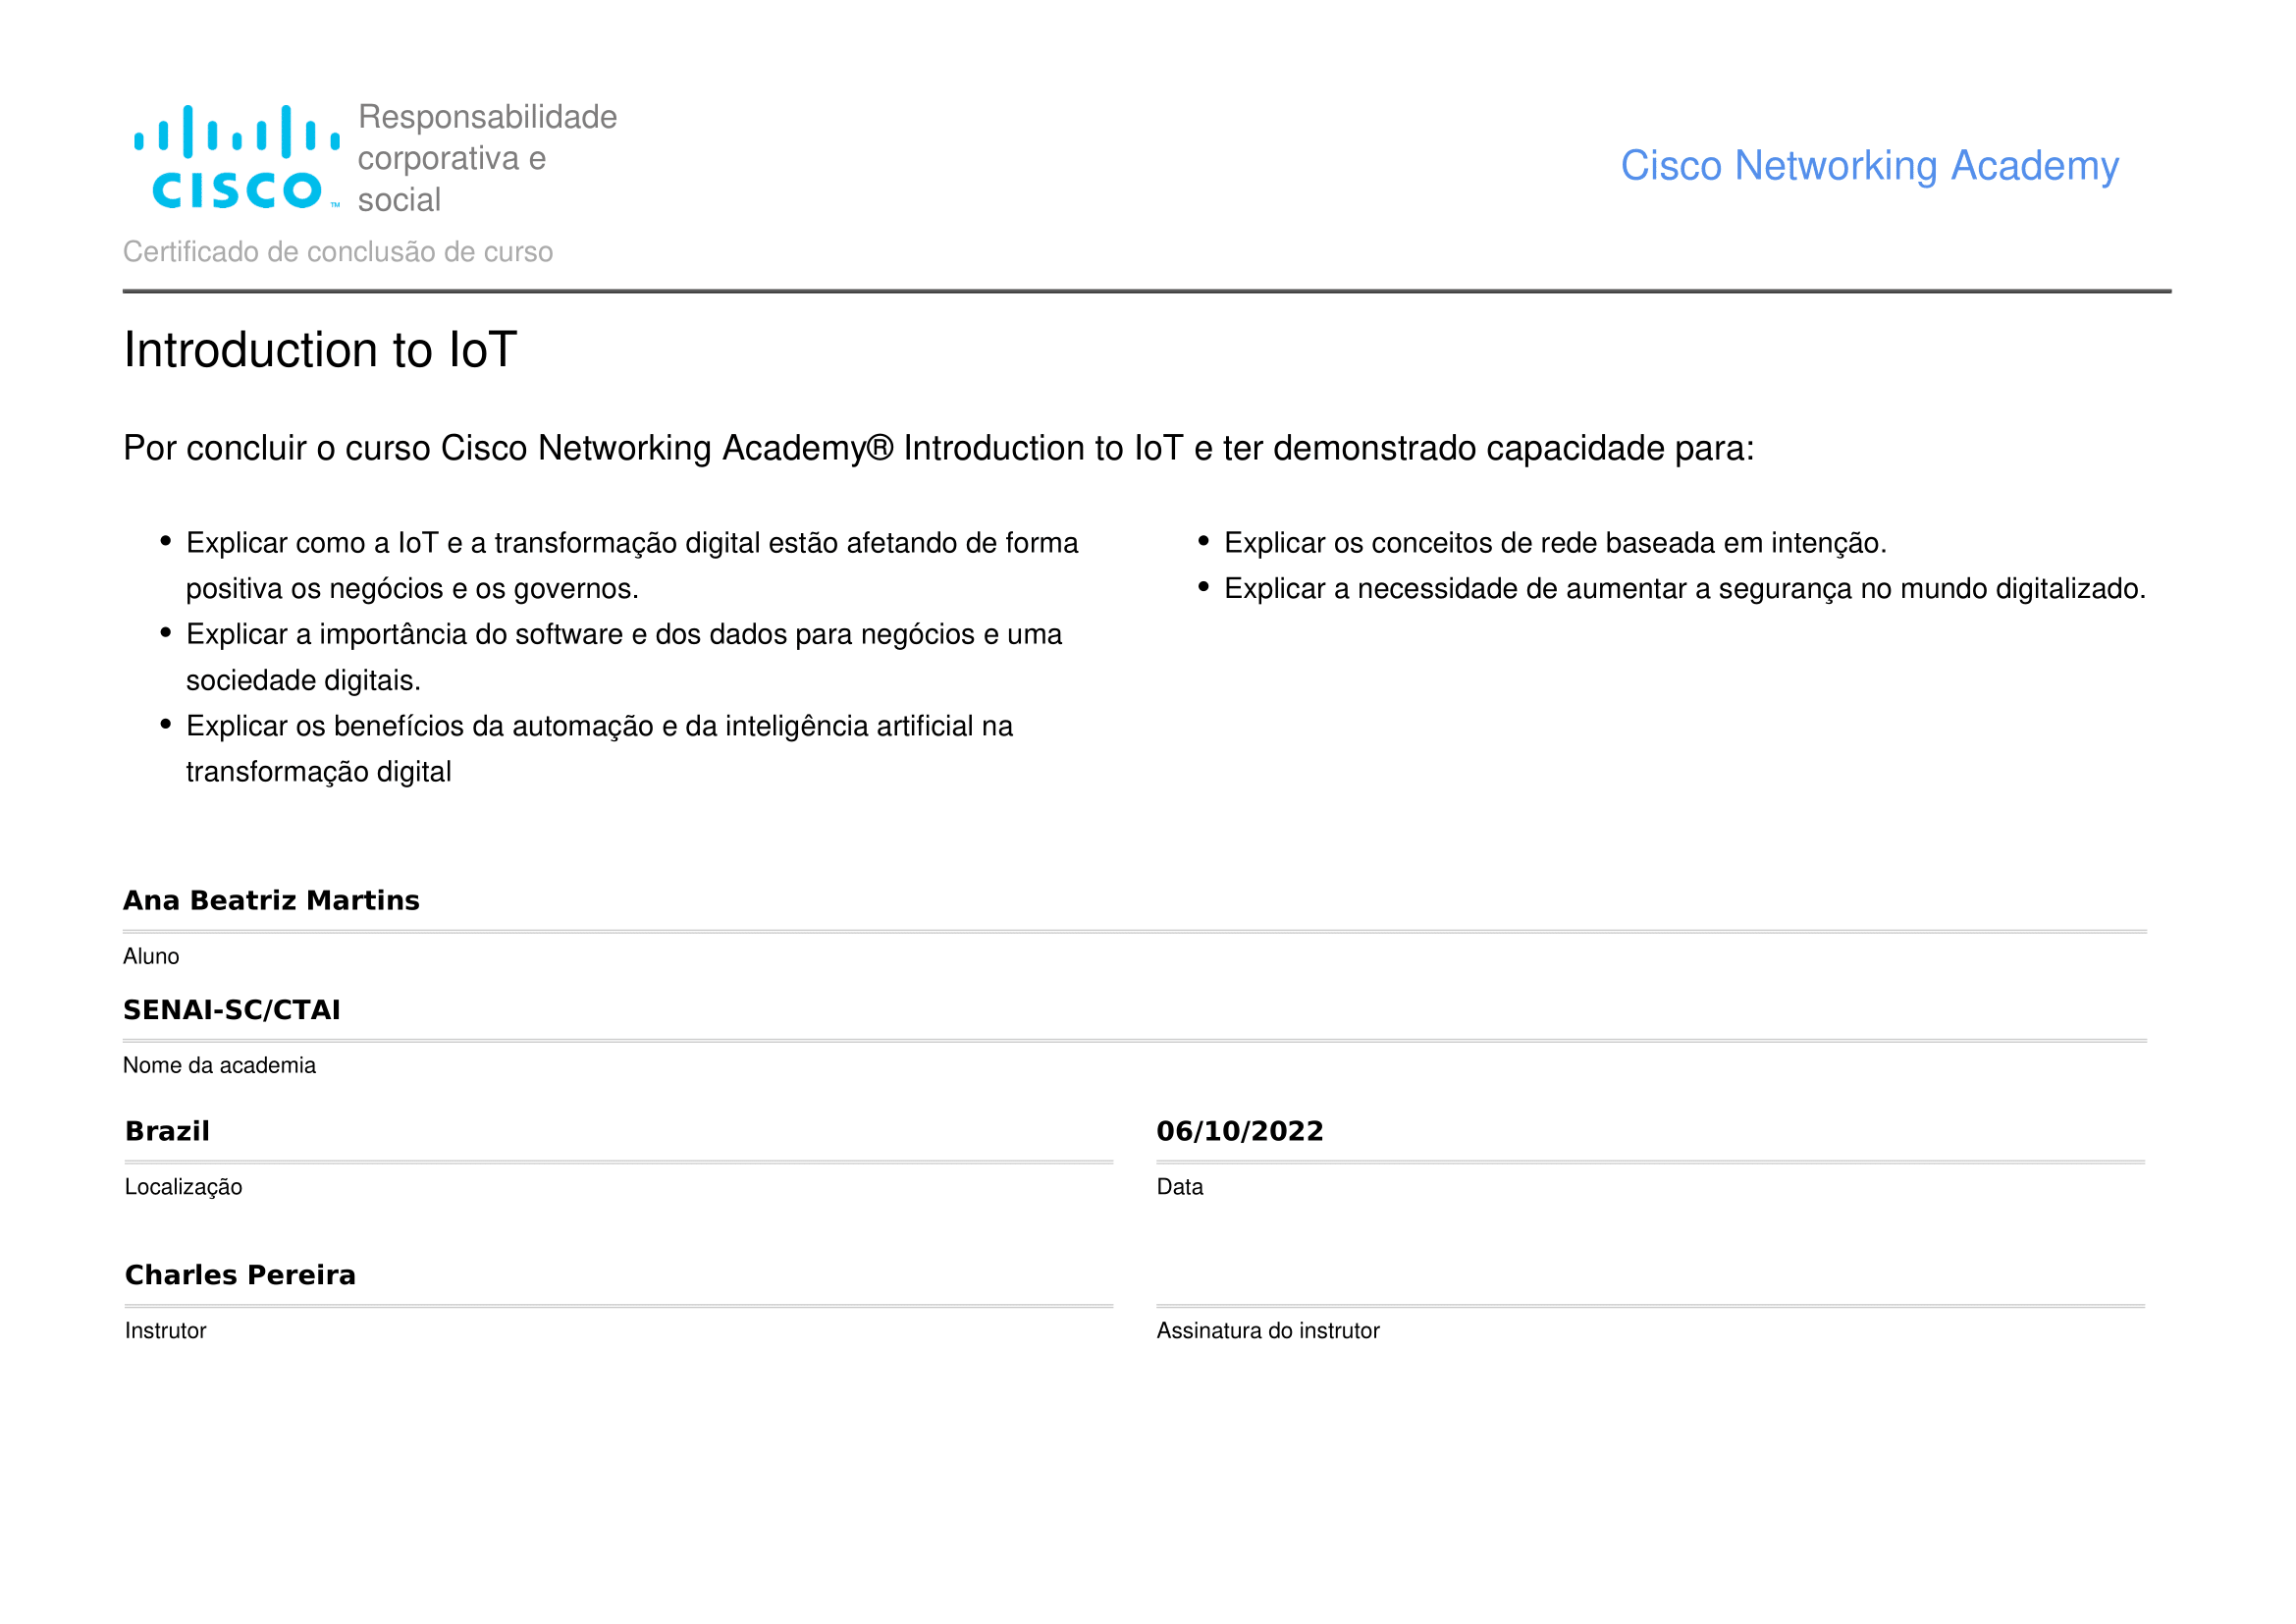 Responsabilidade
corporativa e
social
CISCO™
Cisco Networking Academy
Certificado de conclusão de curso
Introduction to IoT
Por concluir o curso Cisco Networking Academy® Introduction to IoT e ter demonstrado capacidade para:
• Explicar como a IoT e a transformação digital estão afetando de forma
positiva os negócios e os governos.
• Explicar a importância do software e dos dados para negócios e uma
sociedade digitais.
• Explicar os benefícios da automação e da inteligência artificial na
transformação digital
• Explicar os conceitos de rede baseada em intenção.
• Explicar a necessidade de aumentar a segurança no mundo digitalizado.
Ana Beatriz Martins
Aluno
SENAI-SC/CTAI
Nome da academia
Brazil
Localização
06/10/2022
Data
Charles Pereira
Instrutor
Assinatura do instrutor